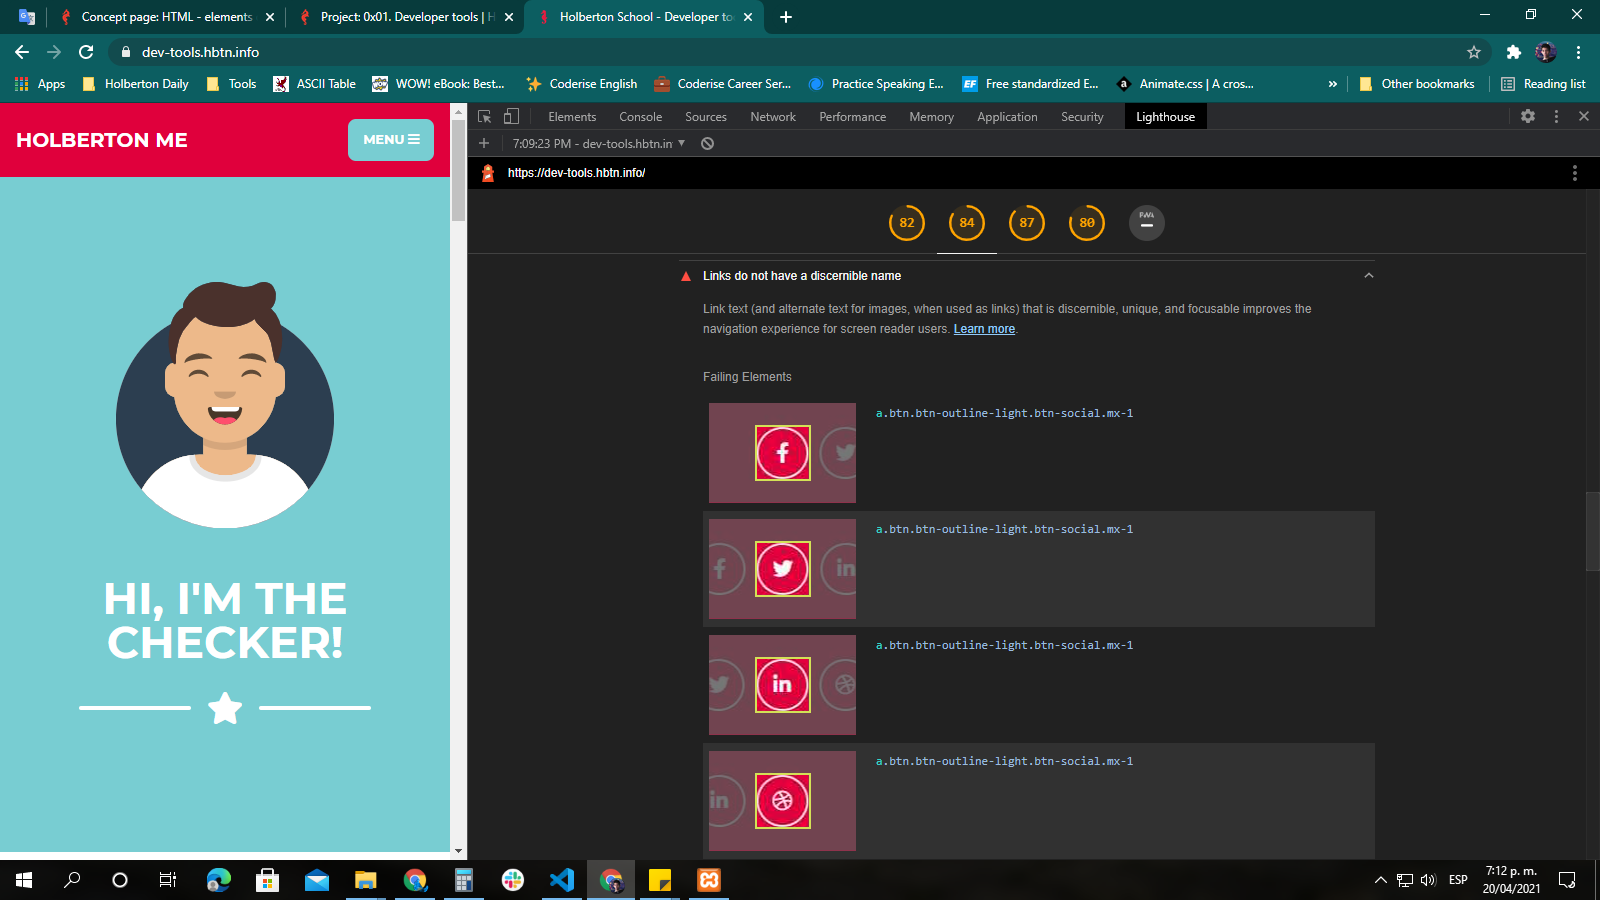 Concept page: HTML - elements
Project: 0x01. Developer tools | H
Holberton School - Developer to
dev-tools.hbtn.info
Apps
Holberton Daily
Tools
ASCII Table
WOW! eBook: Best...
Coderise English
Coderise Career Ser...
Practice Speaking E...
EF
Free standardized E...
a
Animate.css | A cros...
»
Other bookmarks
Reading list
HOLBERTON ME
MENU
HI, I'M THE
CHECKER!
Elements
Console
Sources
Network
Performance
Memory
Application
Security
Lighthouse
7:09:23 PM - dev-tools.hbtn.in
https://dev-tools.hbtn.info/
82
84
87
80
PWA
Links do not have a discernible name
Link text (and alternate text for images, when used as links) that is discernible, unique, and focusable improves the
navigation experience for screen reader users. Learn more.
Failing Elements
a.btn.btn-outline-light.btn-social.mx-1
a.btn.btn-outline-light.btn-social.mx-1
a.btn.btn-outline-light.btn-social.mx-1
a.btn.btn-outline-light.btn-social.mx-1
ESP
7:12 p. m.
20/04/2021